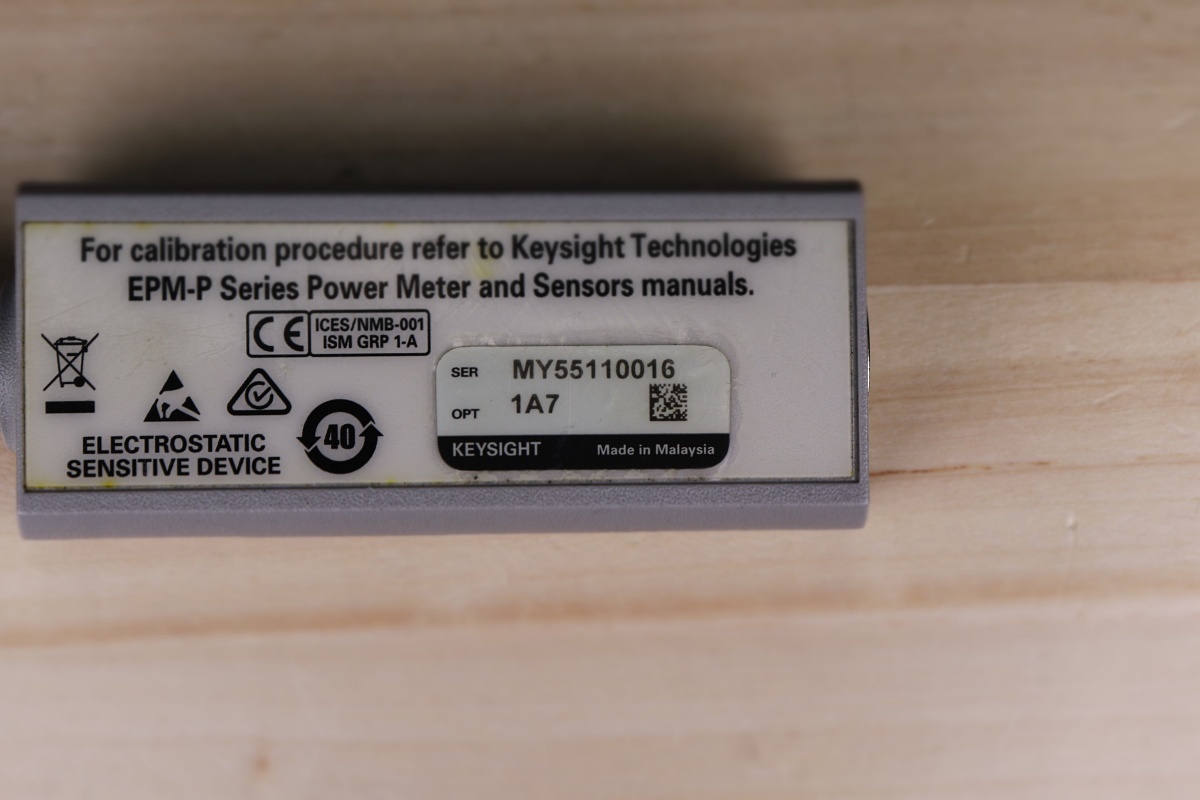 For calibration procedure refer to Keysight Technologies
EPM-P Series Power Meter and Sensors manuals.
CE
ICES/NMB-001
ISM GRP 1-A
SER MY55110016
OPT 1A7
KEYSIGHT Made in Malaysia
40
ELECTROSTATIC
SENSITIVE DEVICE